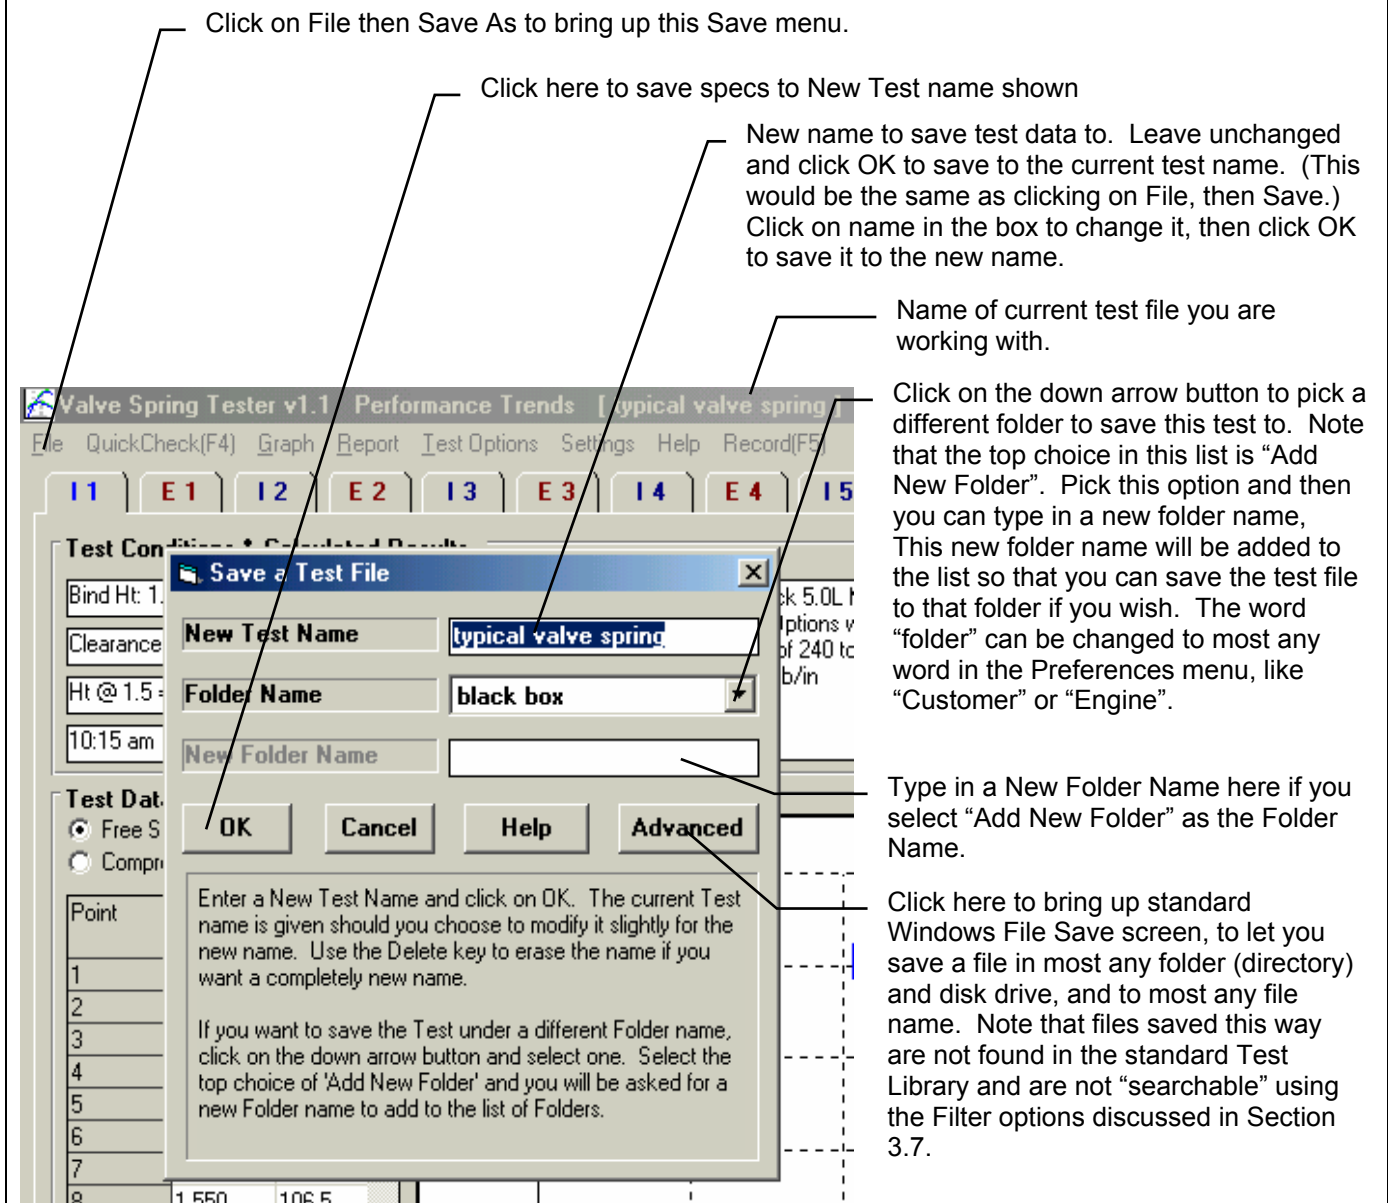 Click on File then Save As to bring up this Save menu.
Click here to save specs to New Test name shown
New name to save test data to.  Leave unchanged
and click OK to save to the current test name.  (This
would be the same as clicking on File, then Save.)
Click on name in the box to change it, then click OK
to save it to the new name.
Name of current test file you are
working with.
Click on the down arrow button to pick a
different folder to save this test to.  Note
that the top choice in this list is “Add
New Folder”.  Pick this option and then
you can type in a new folder name,
This new folder name will be added to
the list so that you can save the test file
to that folder if you wish.  The word
“folder” can be changed to most any
word in the Preferences menu, like
“Customer” or “Engine”.
Type in a New Folder Name here if you
select “Add New Folder” as the Folder
Name.
Click here to bring up standard
Windows File Save screen, to let you
save a file in most any folder (directory)
and disk drive, and to most any file
name.  Note that files saved this way
are not found in the standard Test
Library and are not “searchable” using
the Filter options discussed in Section
3.7.
Valve Spring Tester v1.1   Performance Trends   [ typical valve spring ]
File   QuickCheck(F4)   Graph   Report   Test Options   Settings   Help   Record(F5)
I 1   E 1   I 2   E 2   I 3   E 3   I 4   E 4   I 5
Test Conditions & Calculated Results
Bind Ht: 1.
Clearance
Ht @ 1.5 =
10:15 am
5.0L
of 240 to
b/in
Save a Test File
New Test Name   typical valve spring
Folder Name   black box
New Folder Name
OK   Cancel   Help   Advanced
Enter a New Test Name and click on OK.   The current Test
name is given should you choose to modify it slightly for the
new name.   Use the Delete key to erase the name if you
want a completely new name.
If you want to save the Test under a different Folder name,
click on the down arrow button and select one.   Select the
top choice of 'Add New Folder' and you will be asked for a
new Folder name to add to the list of Folders.
Test Dat
Free S
Compr
Point
1
2
3
4
5
6
7
8   1.550   106.5